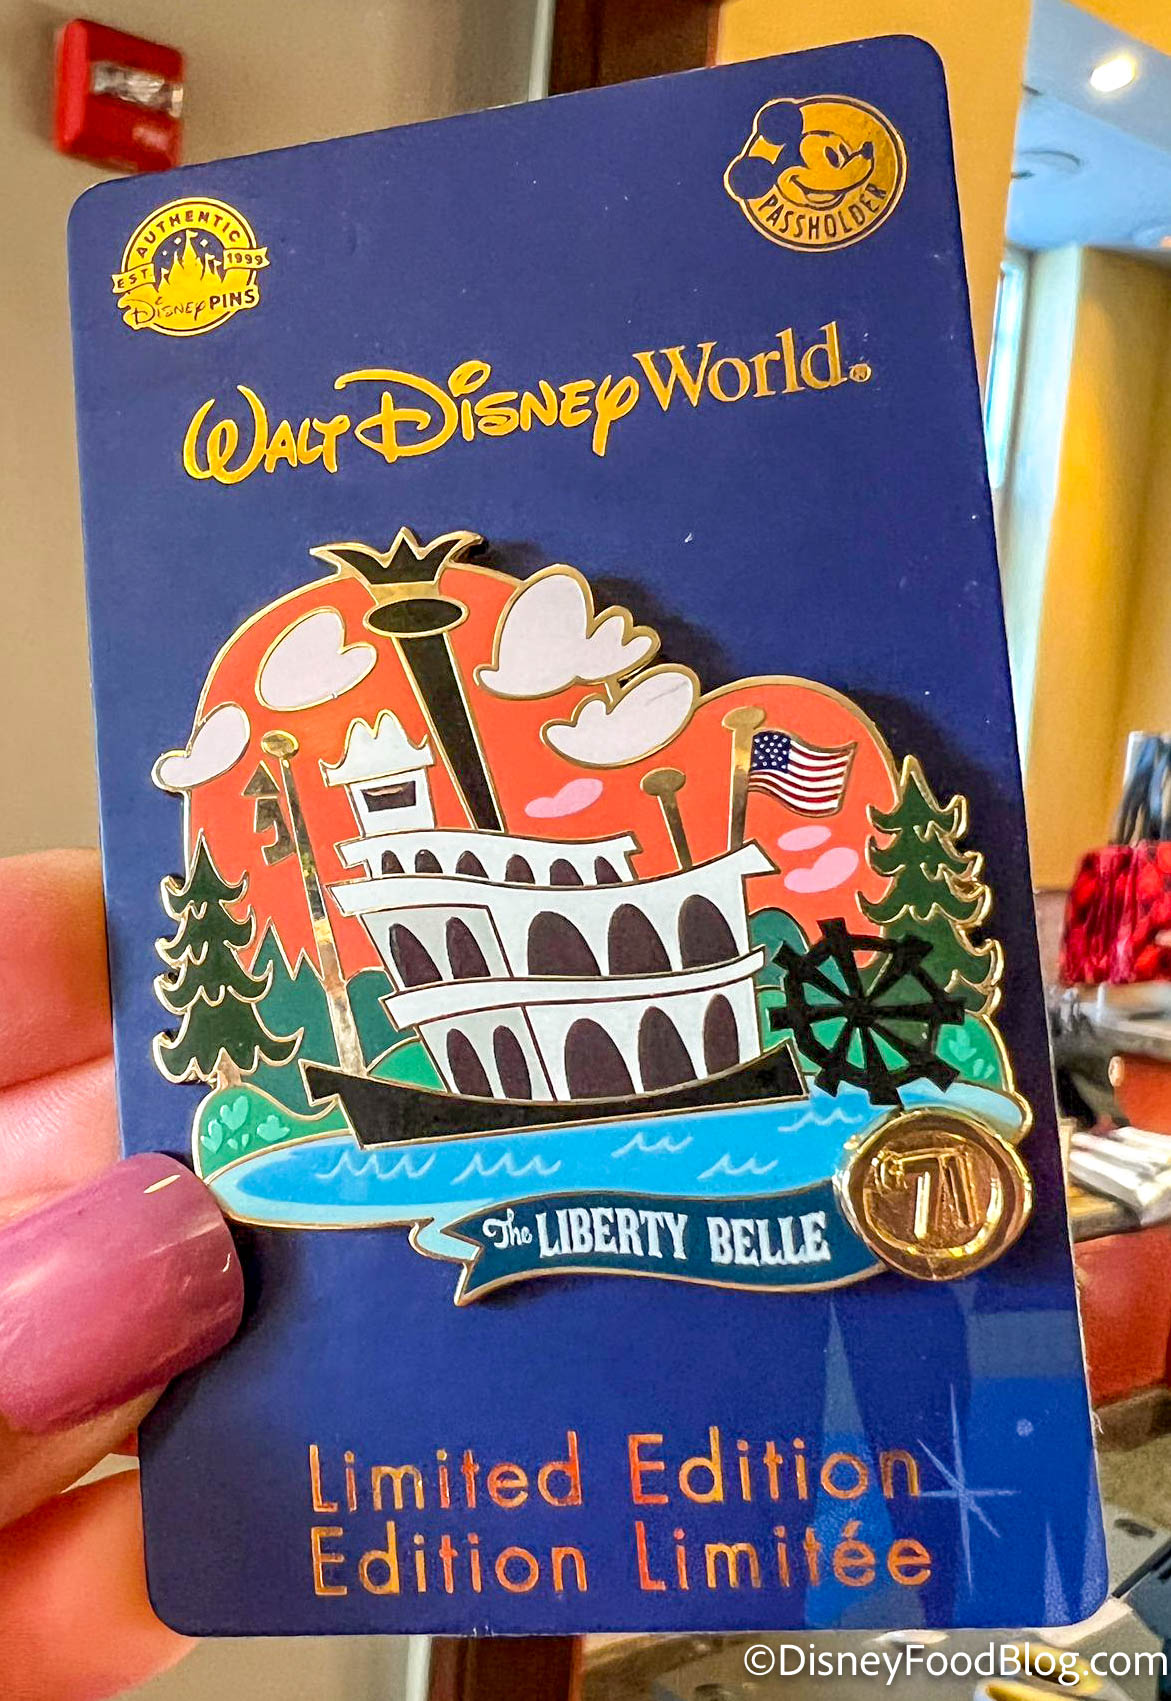 AUTHENTIC
EST. 1999
Disney PINS
PASSHOLDER
WALT DISNEY World®
The LIBERTY BELLE
'71
Limited Edition
Edition Limitée
©DisneyFoodBlog.com